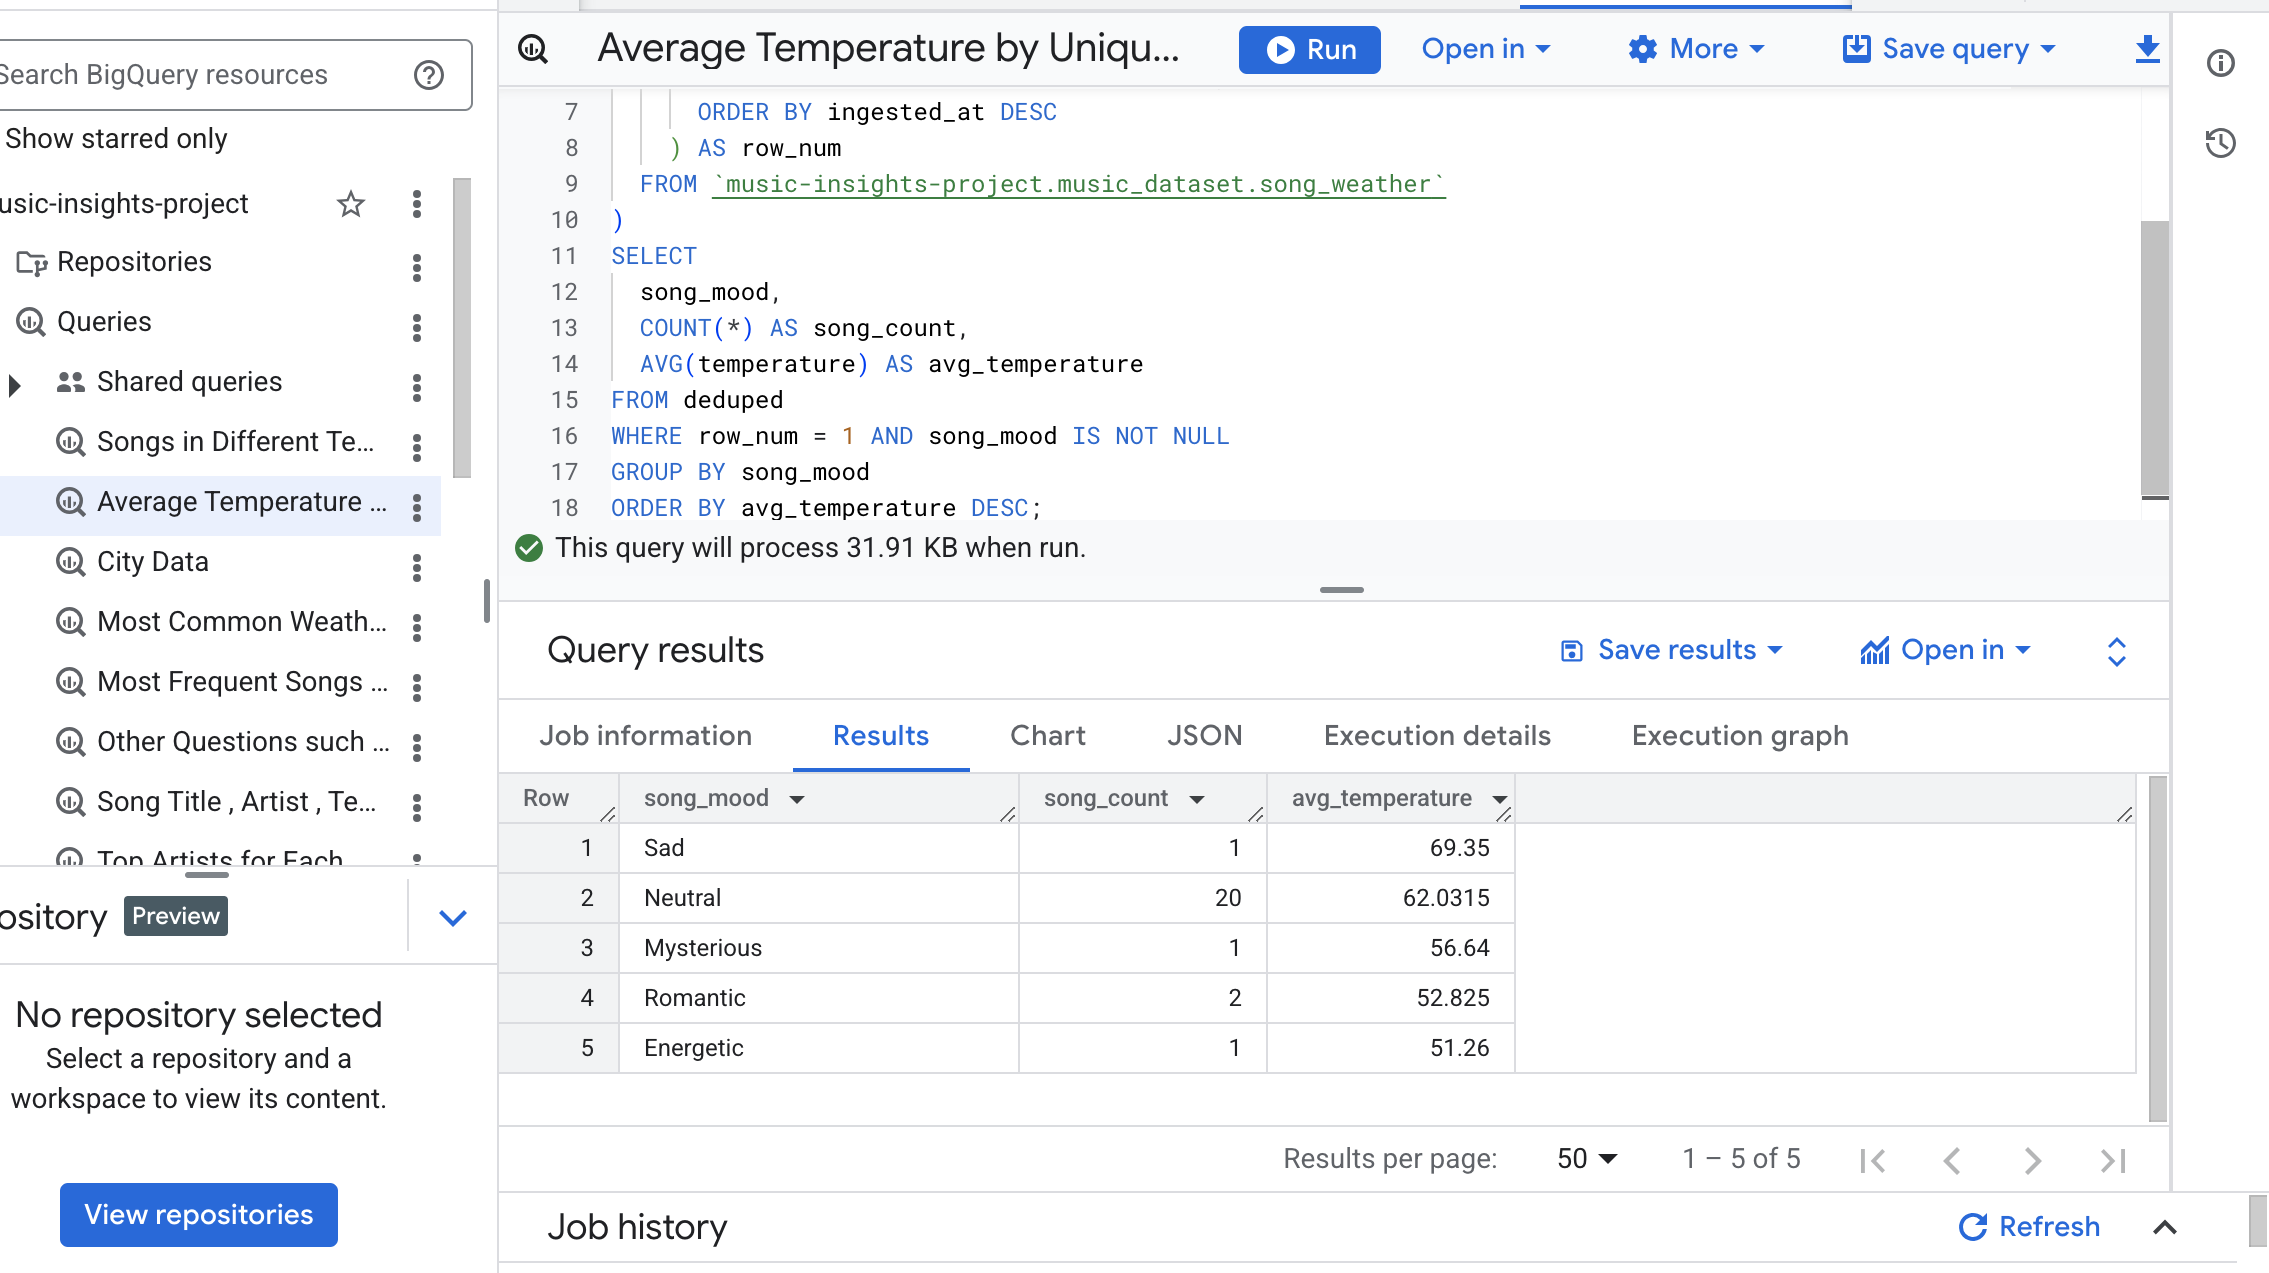 Search BigQuery resources
Show starred only
usic-insights-project
Repositories
Queries
Shared queries
Songs in Different Te...
Average Temperature ...
City Data
Most Common Weath...
Most Frequent Songs ...
Other Questions such ...
Song Title , Artist , Te...
Top Artists for Each
ository Preview
No repository selected
Select a repository and a
workspace to view its content.
View repositories
Average Temperature by Uniqu...
Run
Open in
More
Save query
7 ORDER BY ingested_at DESC
8 ) AS row_num
9 FROM `music-insights-project.music_dataset.song_weather`
10 )
11 SELECT
12 song_mood,
13 COUNT(*) AS song_count,
14 AVG(temperature) AS avg_temperature
15 FROM deduped
16 WHERE row_num = 1 AND song_mood IS NOT NULL
17 GROUP BY song_mood
18 ORDER BY avg_temperature DESC;
This query will process 31.91 KB when run.
Query results
Save results
Open in
Job information Results Chart JSON Execution details Execution graph
Row song_mood song_count avg_temperature
1 Sad 1 69.35
2 Neutral 20 62.0315
3 Mysterious 1 56.64
4 Romantic 2 52.825
5 Energetic 1 51.26
Results per page: 50 1 – 5 of 5
Job history
Refresh